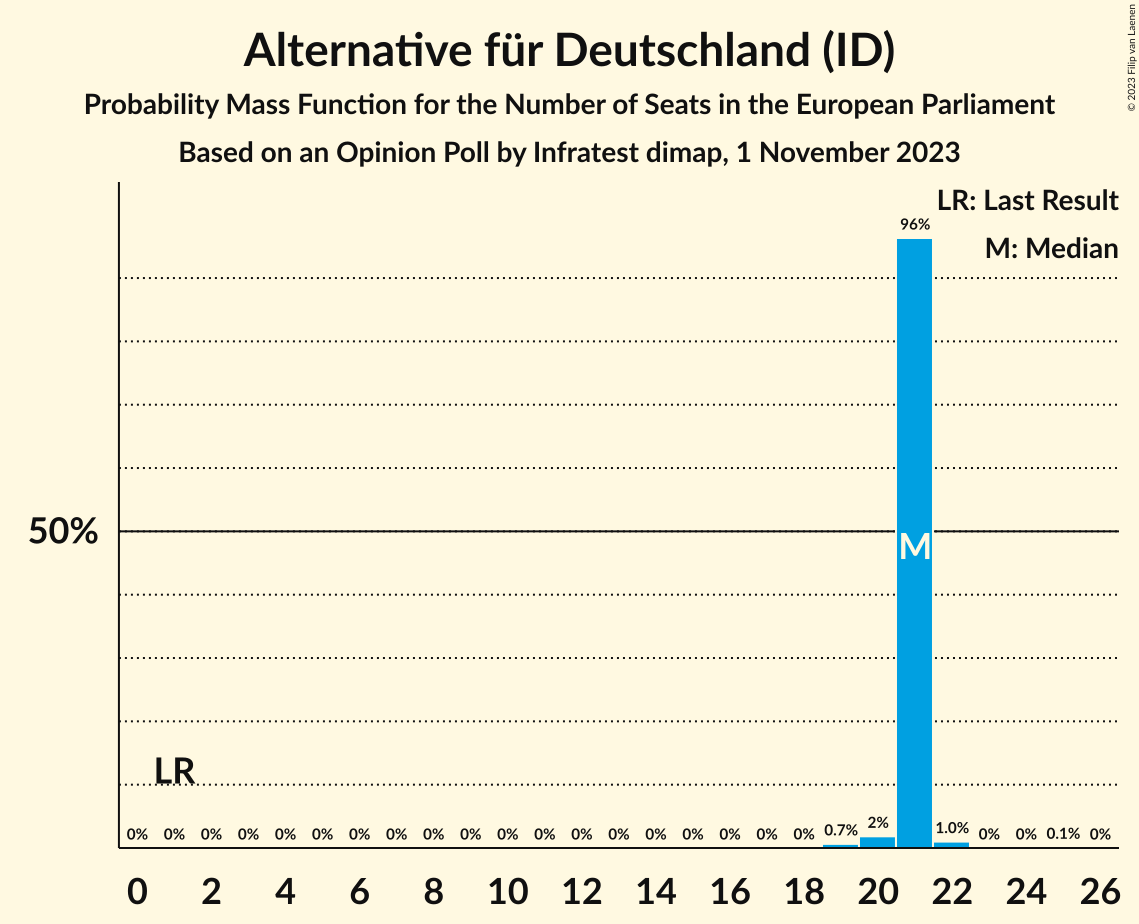 Alternative für Deutschland (ID)
Probability Mass Function for the Number of Seats in the European Parliament
Based on an Opinion Poll by Infratest dimap, 1 November 2023
© 2023 Filip van Laenen
LR: Last Result
M: Median
96%
50%
M
LR
0% 0% 0% 0% 0% 0% 0% 0% 0% 0% 0% 0% 0% 0% 0% 0% 0% 0% 0% 0.7% 2% 1.0% 0% 0% 0.1% 0%
0 2 4 6 8 10 12 14 16 18 20 22 24 26